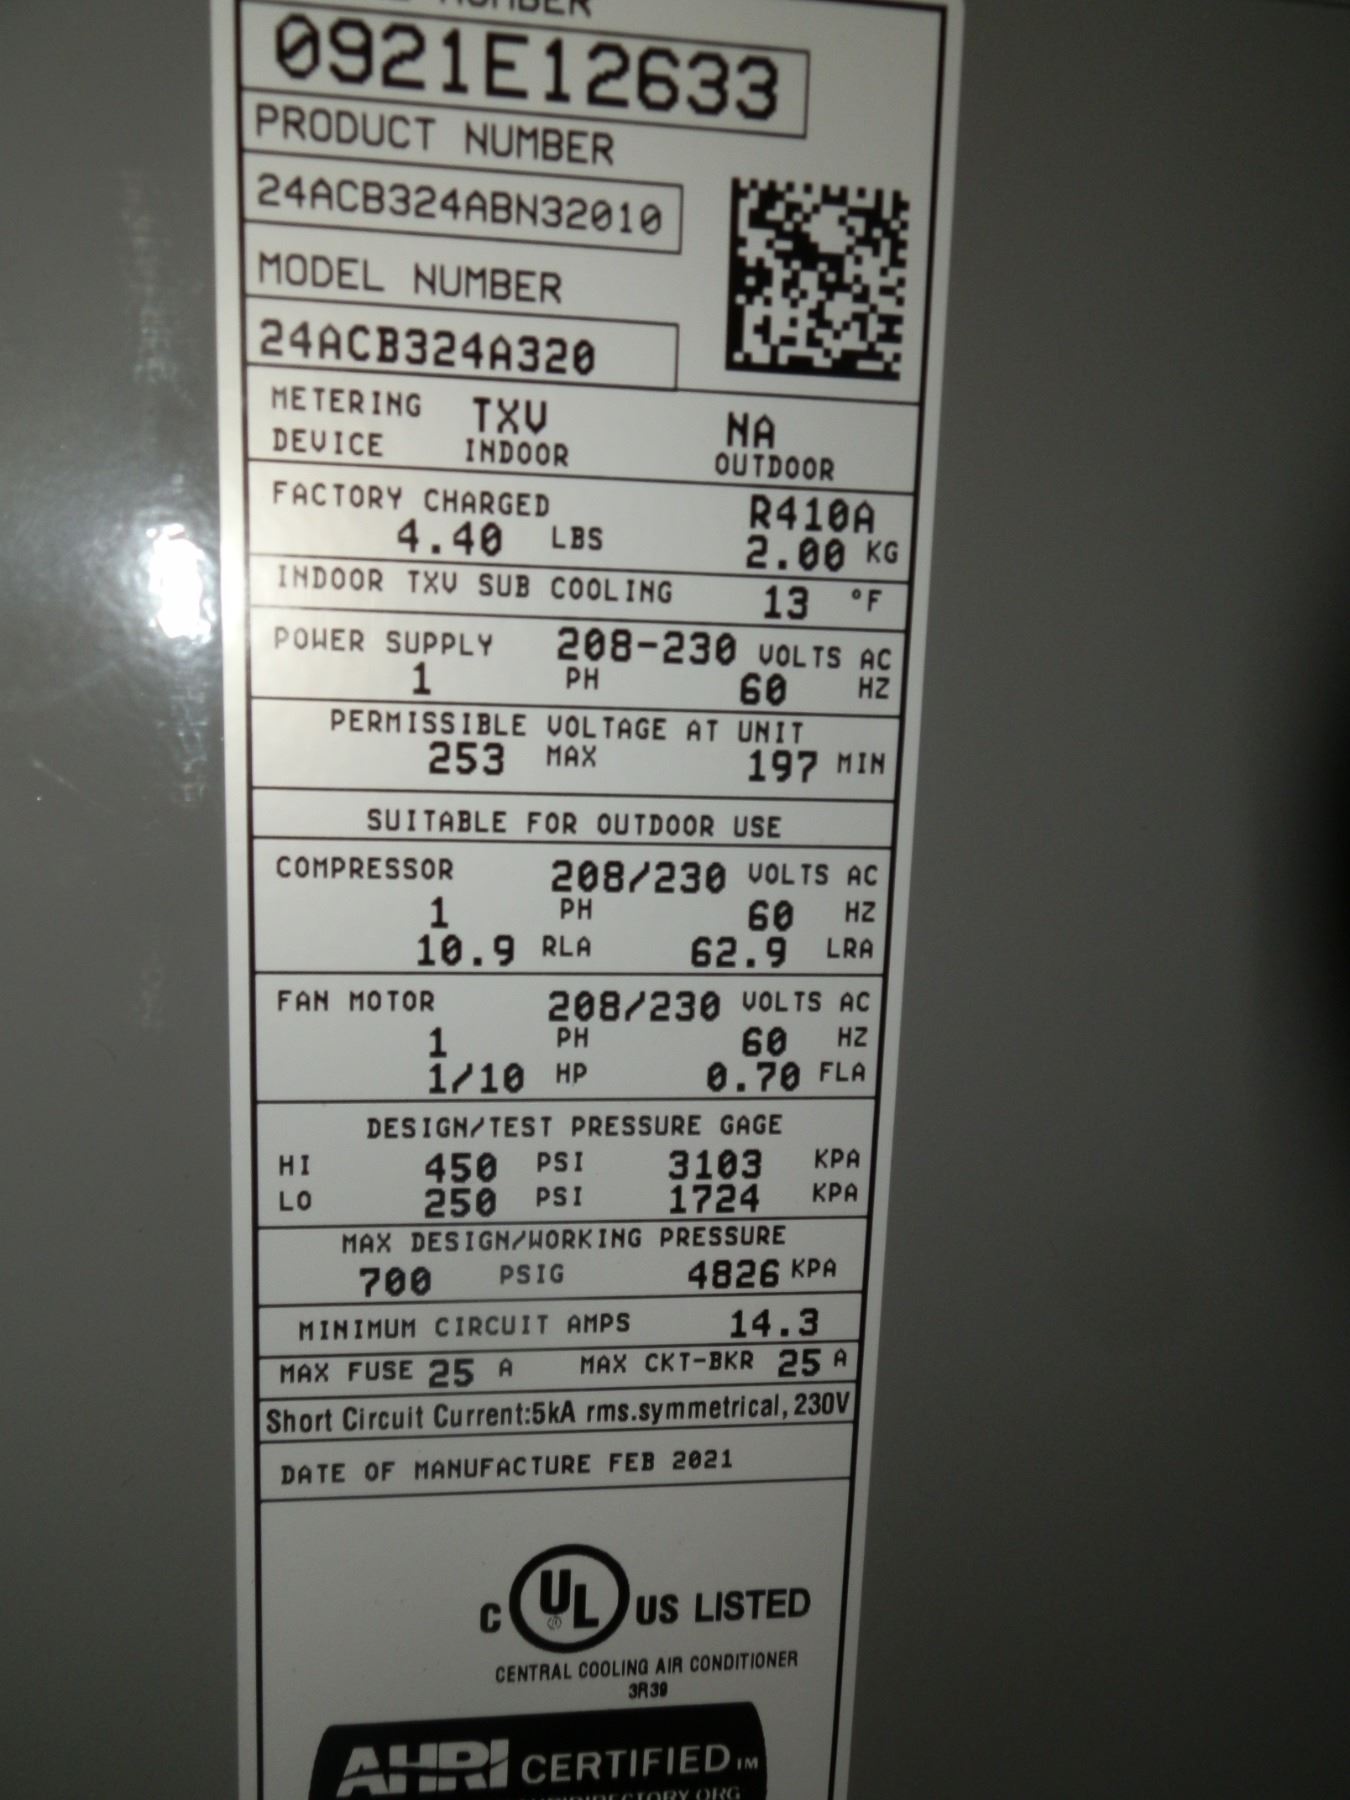 NUMBER
0921E12633
PRODUCT NUMBER
24ACB324ABN32010
MODEL NUMBER
24ACB324A320
METERING DEVICE TXV INDOOR NA OUTDOOR
FACTORY CHARGED R410A
4.40 LBS 2.00 KG
INDOOR TXV SUB COOLING 13 °F
POWER SUPPLY 208-230 VOLTS AC
1 PH 60 HZ
PERMISSIBLE VOLTAGE AT UNIT
253 MAX 197 MIN
SUITABLE FOR OUTDOOR USE
COMPRESSOR 208/230 VOLTS AC
1 PH 60 HZ
10.9 RLA 62.9 LRA
FAN MOTOR 208/230 VOLTS AC
1 PH 60 HZ
1/10 HP 0.70 FLA
DESIGN/TEST PRESSURE GAGE
HI 450 PSI 3103 KPA
LO 250 PSI 1724 KPA
MAX DESIGN/WORKING PRESSURE
700 PSIG 4826 KPA
MINIMUM CIRCUIT AMPS 14.3
MAX FUSE 25 A MAX CKT-BKR 25 A
Short Circuit Current:5kA rms.symmetrical, 230V
DATE OF MANUFACTURE FEB 2021
C UL ® US LISTED
CENTRAL COOLING AIR CONDITIONER
3R39
AHRI CERTIFIED TM